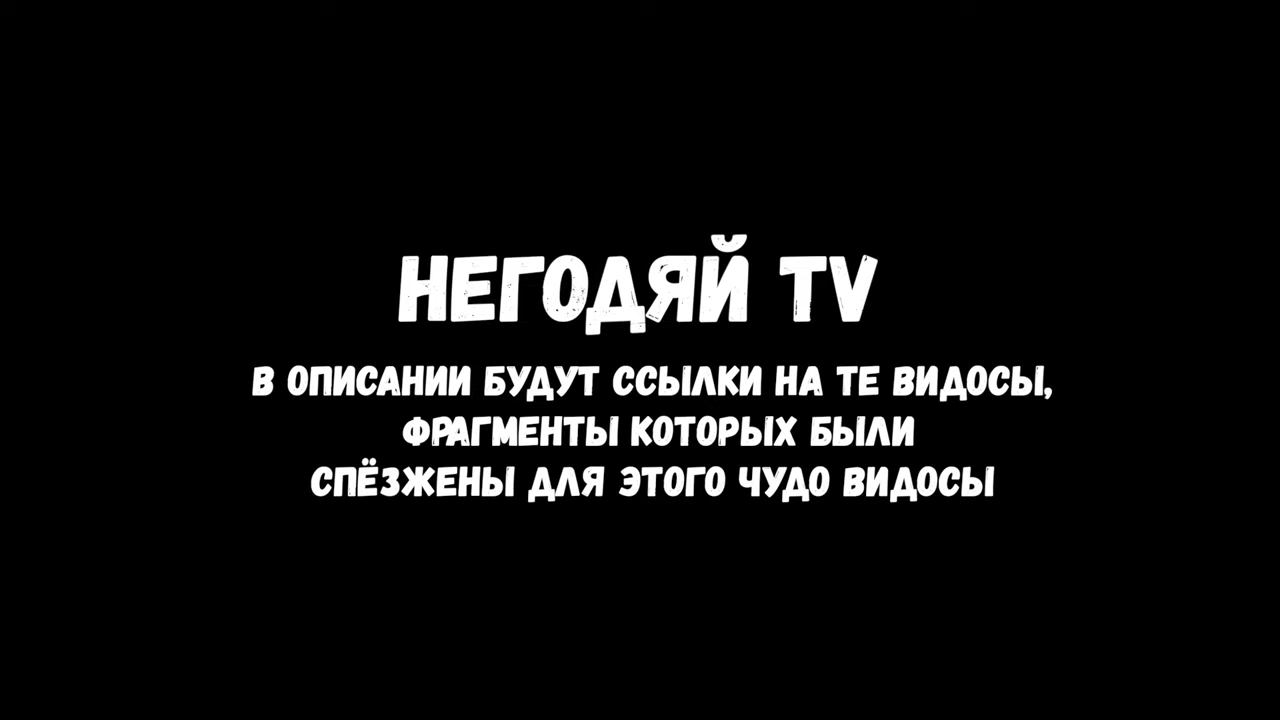 НЕГОДЯЙ TV
В ОПИСАНИИ БУДУТ ССЫЛКИ НА ТЕ ВИДОСЫ,
ФРАГМЕНТЫ КОТОРЫХ БЫЛИ
СПЁЗЖЕНЫ ДЛЯ ЭТОГО ЧУДО ВИДОСЫ